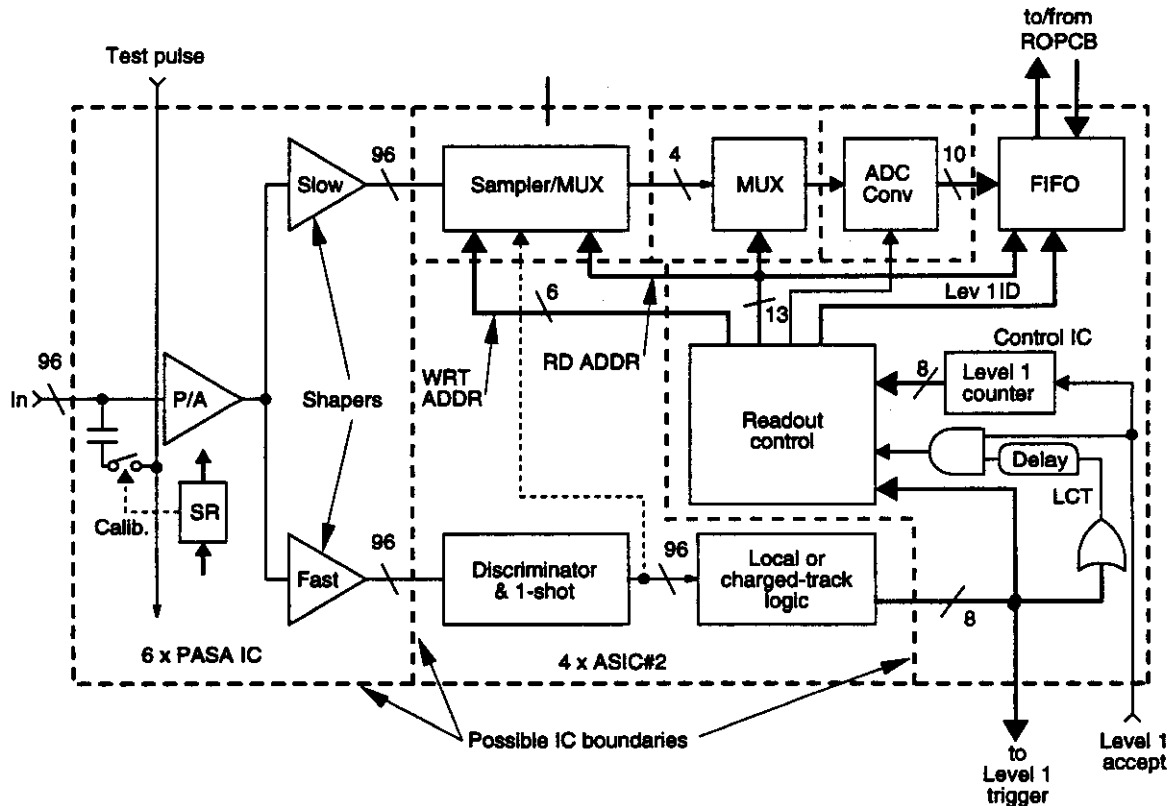 to/from
ROPCB
Test pulse
Slow
96
Sampler/MUX
4
MUX
ADC
Conv
10
FIFO
6
13
Lev 1ID
RD ADDR
WRT
ADDR
Control IC
96
In
P/A
Shapers
8
Level 1
counter
Readout
control
Delay
LCT
Calib.
SR
Fast
96
Discriminator
& 1-shot
96
Local or
charged-track
logic
8
6 x PASA IC
4 x ASIC#2
Possible IC boundaries
to
Level 1
trigger
Level 1
accept